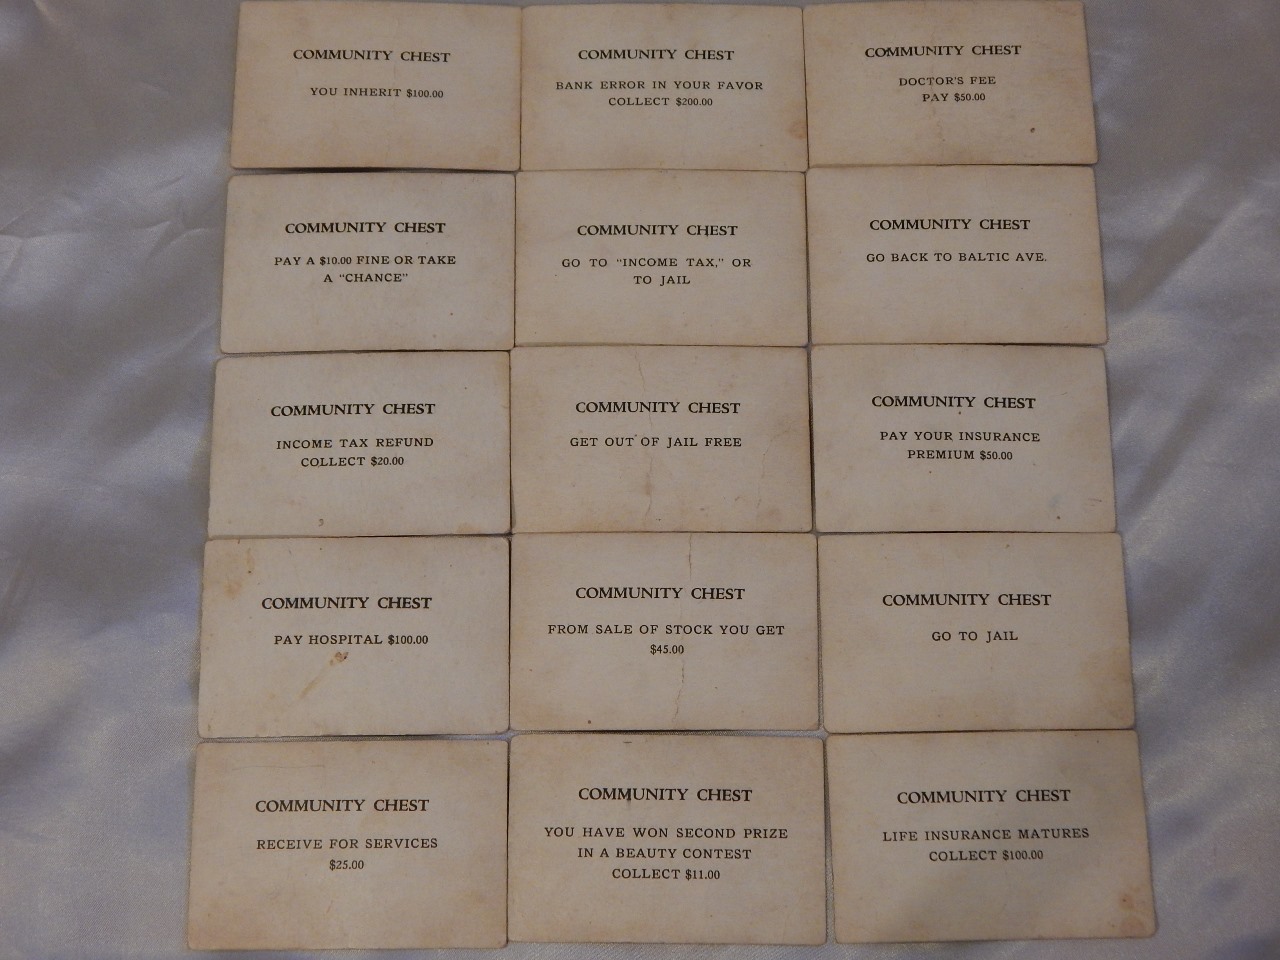 COMMUNITY CHEST
YOU INHERIT $100.00
COMMUNITY CHEST
BANK ERROR IN YOUR FAVOR
COLLECT $200.00
COMMUNITY CHEST
DOCTOR'S FEE
PAY $50.00
COMMUNITY CHEST
PAY A $10.00 FINE OR TAKE
A "CHANCE"
COMMUNITY CHEST
GO TO "INCOME TAX," OR
TO JAIL
COMMUNITY CHEST
GO BACK TO BALTIC AVE.
COMMUNITY CHEST
INCOME TAX REFUND
COLLECT $20.00
COMMUNITY CHEST
GET OUT OF JAIL FREE
COMMUNITY CHEST
PAY YOUR INSURANCE
PREMIUM $50.00
COMMUNITY CHEST
PAY HOSPITAL $100.00
COMMUNITY CHEST
FROM SALE OF STOCK YOU GET
$45.00
COMMUNITY CHEST
GO TO JAIL
COMMUNITY CHEST
RECEIVE FOR SERVICES
$25.00
COMMUNITY CHEST
YOU HAVE WON SECOND PRIZE
IN A BEAUTY CONTEST
COLLECT $11.00
COMMUNITY CHEST
LIFE INSURANCE MATURES
COLLECT $100.00